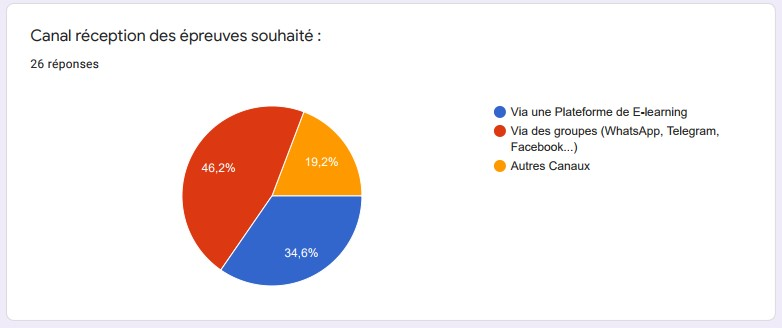 Canal réception des épreuves souhaité :
26 réponses
46,2%
19,2%
34,6%
Via une Plateforme de E-learning
Via des groupes (WhatsApp, Telegram,
Facebook...)
Autres Canaux